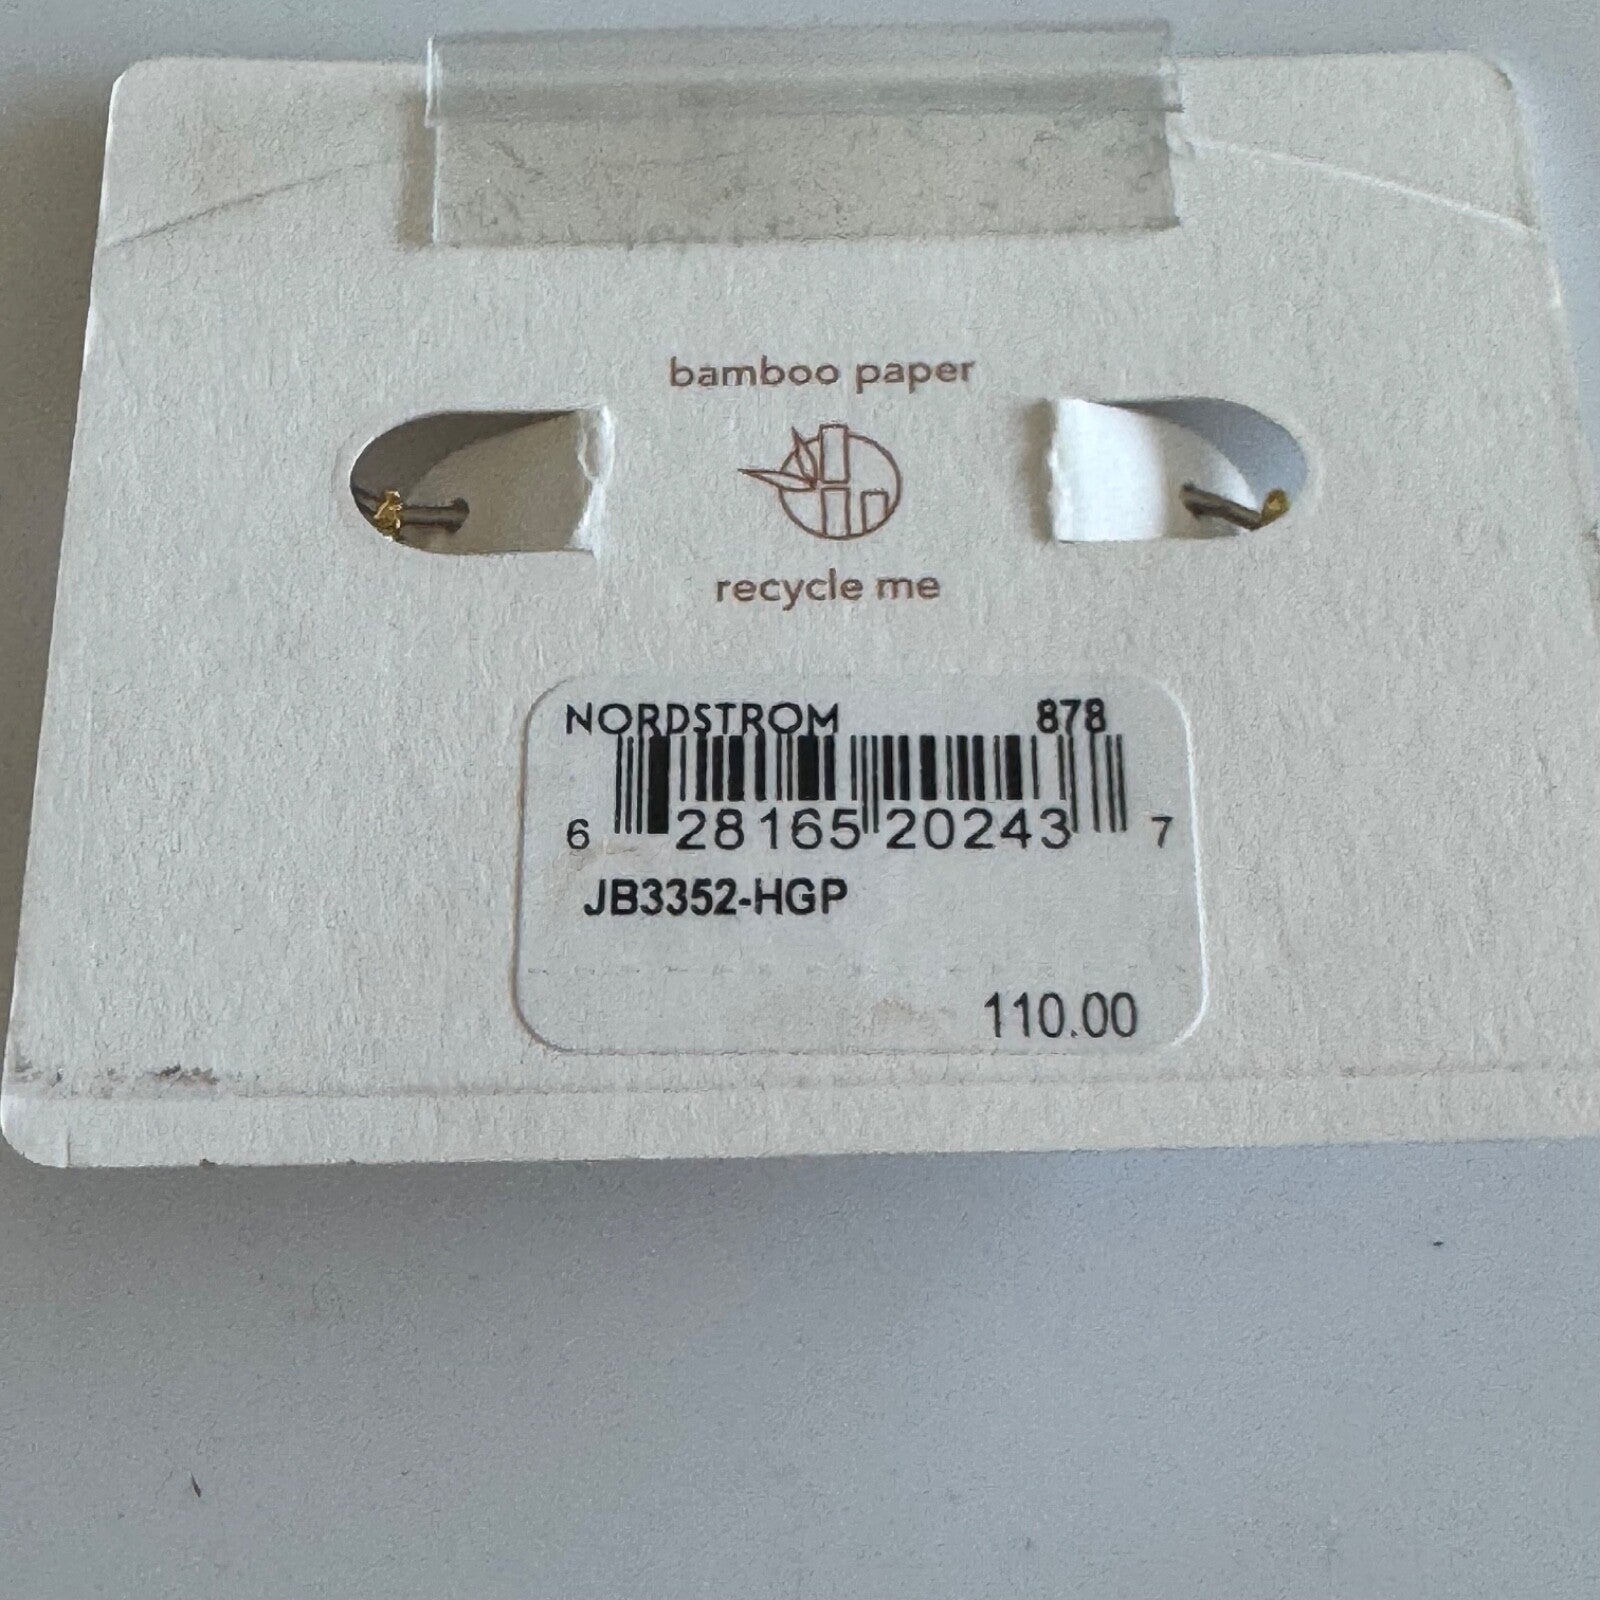 bamboo paper
recycle me
NORDSTROM 878
6 28165 20243 7
JB3352-HGP
110.00